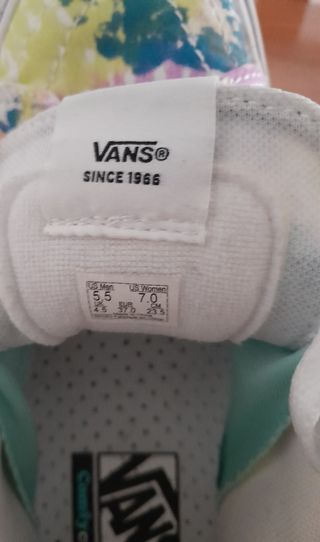 VANS®
SINCE 1966
US Men US Women
5.5 7.0
UK EUR CM
4.5 37.0 23.5
VANS
Comfy